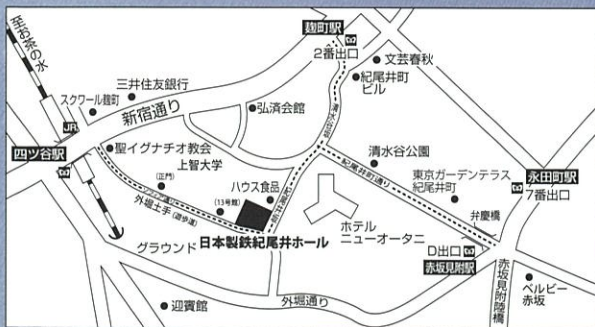 至お茶の水
麹町駅
2番出口
文芸春秋
紀尾井町
ビル
三井住友銀行
スクワール麹町
新宿通り
弘済会館
JR
四ツ谷駅
聖イグナチオ教会
上智大学
清水谷公園
紀尾井町通り
東京ガーデンテラス
紀尾井町
永田町駅
7番出口
(正門)
ソフィア通り
外堀土手(遊歩道)
(13号館)
ハウス食品
弁慶橋
ホテル
ニューオータニ
日本製鉄紀尾井ホール
D出口
赤坂見附駅
グラウンド
外堀通り
迎賓館
赤坂見附陸橋
ベルビー
赤坂